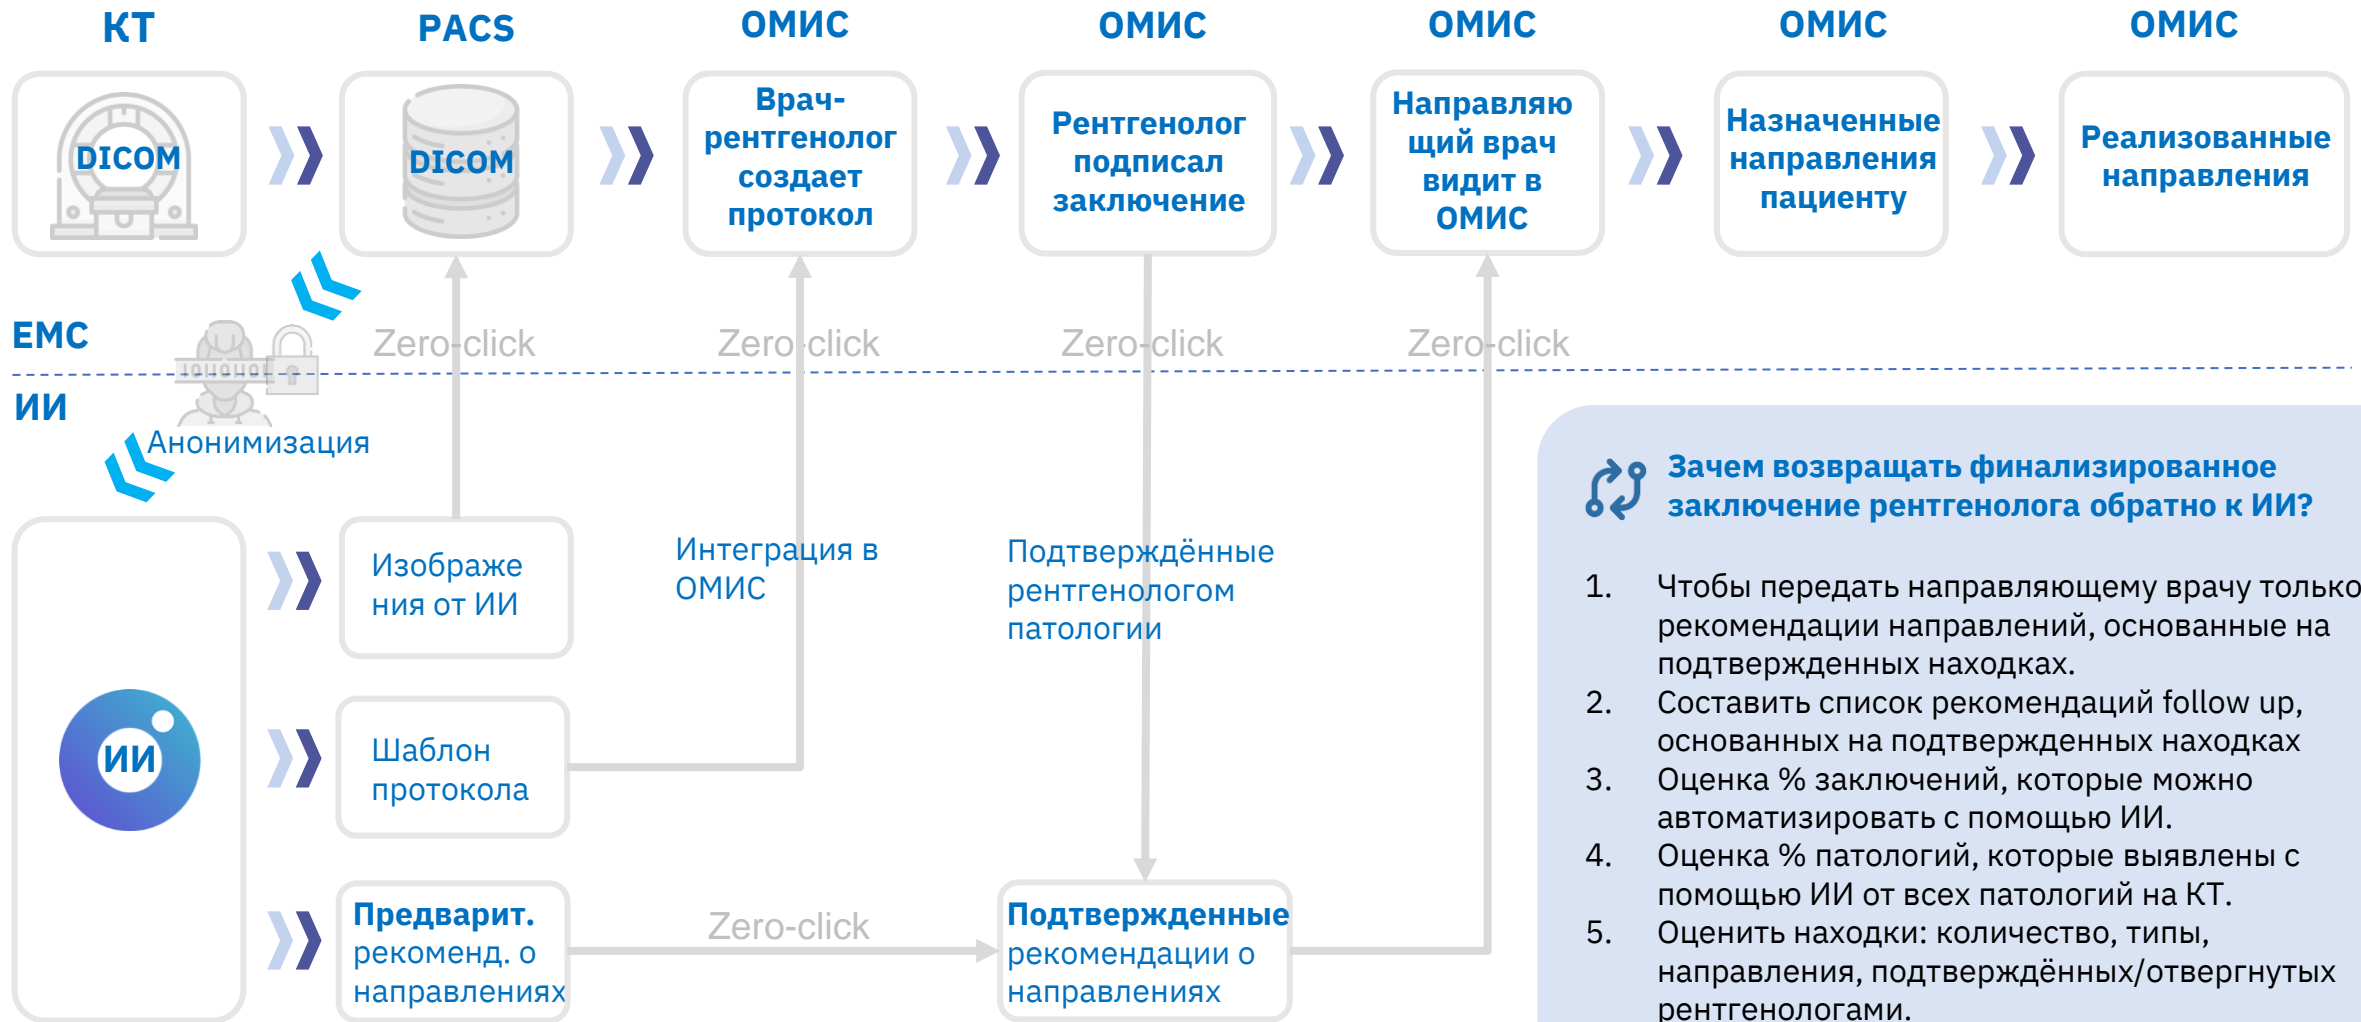 КТ
PACS
ОМИС
ОМИС
ОМИС
ОМИС
ОМИС
DICOM
DICOM
Врач-
рентгенолог
создает
протокол
Рентгенолог
подписал
заключение
Направляю
щий врач
видит в
ОМИС
Назначенные
направления
пациенту
Реализованные
направления
EMC
Zero-click
Zero-click
Zero-click
Zero-click
ИИ
Анонимизация
ИИ
Изображе
ния от ИИ
Интеграция в
ОМИС
Подтверждённые
рентгенологом
патологии
Шаблон
протокола
Предварит.
рекоменд. о
направлениях
Zero-click
Подтвержденные
рекомендации о
направлениях
Зачем возвращать финализированное
заключение рентгенолога обратно к ИИ?
1. Чтобы передать направляющему врачу только
рекомендации направлений, основанные на
подтвержденных находках.
2. Составить список рекомендаций follow up,
основанных на подтвержденных находках
3. Оценка % заключений, которые можно
автоматизировать с помощью ИИ.
4. Оценка % патологий, которые выявлены с
помощью ИИ от всех патологий на КТ.
5. Оценить находки: количество, типы,
направления, подтверждённых/отвергнутых
рентгенологами.